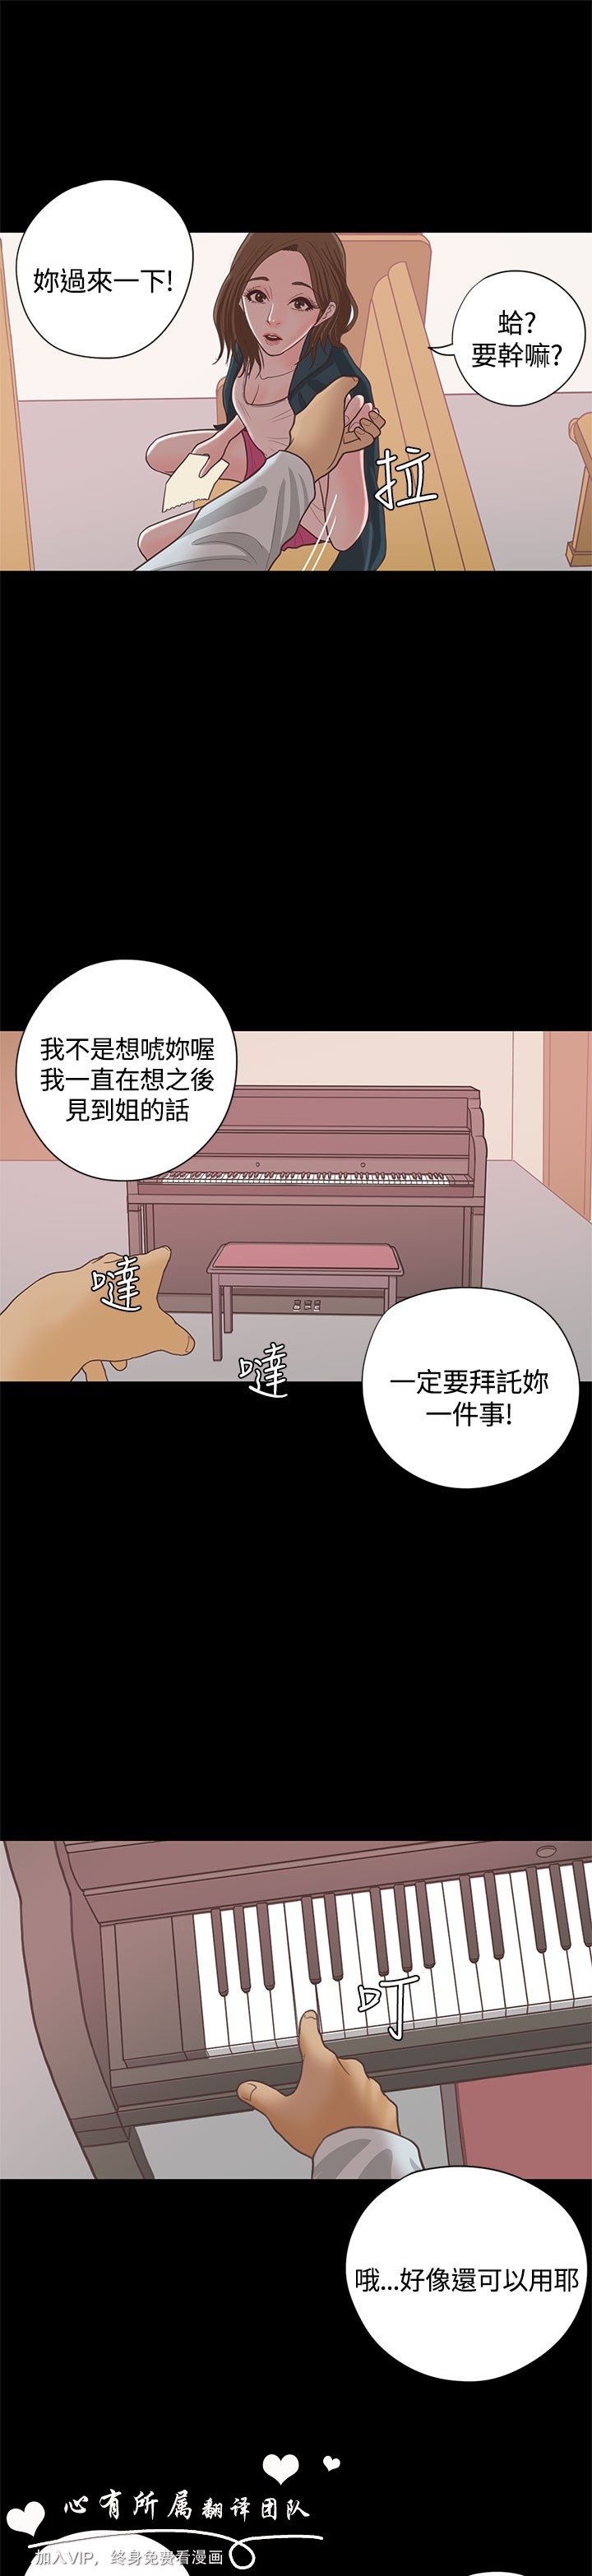 妳過來一下!
蛤?
要幹嘛?
拉
我不是想唬妳喔
我一直在想之後
見到姐的話
噠
噠
一定要拜託妳
一件事!
叮
哦...好像還可以用耶
心有所属翻译团队
加入VIP，终身免费看漫画